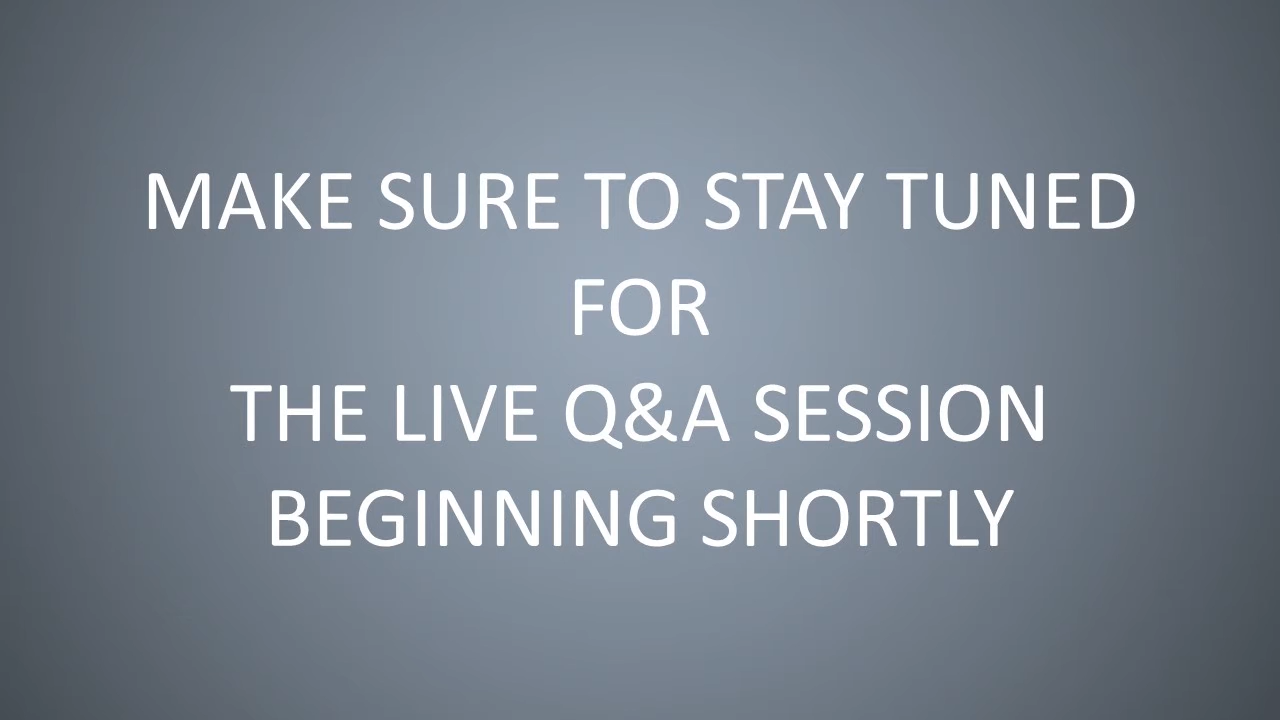 MAKE SURE TO STAY TUNED
FOR
THE LIVE Q&A SESSION
BEGINNING SHORTLY